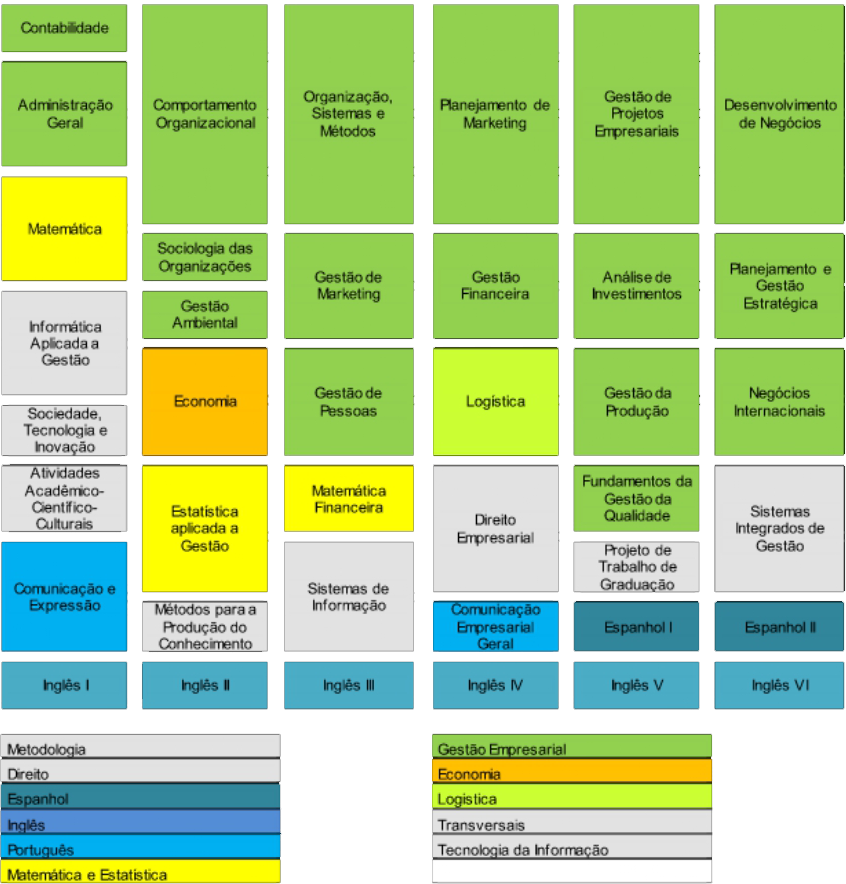 Contabilidade
Administração
Geral
Matemática
Informática
Aplicada a
Gestão
Sociedade,
Tecnologia e
Inovação
Atividades
Acadêmico-
Científico-
Culturais
Comunicação e
Expressão
Inglês I
Comportamento
Organizacional
Sociologia das
Organizações
Gestão
Ambiental
Economia
Estatística
aplicada a
Gestão
Métodos para a
Produção do
Conhecimento
Inglês II
Organização,
Sistemas e
Métodos
Gestão de
Marketing
Gestão de
Pessoas
Matemática
Financeira
Sistemas de
Informação
Inglês III
Planejamento de
Marketing
Gestão
Financeira
Logística
Direito
Empresarial
Comunicação
Empresarial
Geral
Inglês IV
Gestão de
Projetos
Empresariais
Análise de
Investimentos
Gestão da
Produção
Fundamentos da
Gestão da
Qualidade
Projeto de
Trabalho de
Graduação
Espanhol I
Inglês V
Desenvolvimento
de Negócios
Planejamento e
Gestão
Estratégica
Negócios
Internacionais
Sistemas
Integrados de
Gestão
Espanhol II
Inglês VI
Metodologia
Direito
Espanhol
Inglês
Português
Matemática e Estatística
Gestão Empresarial
Economia
Logistica
Transversais
Tecnologia da Informação